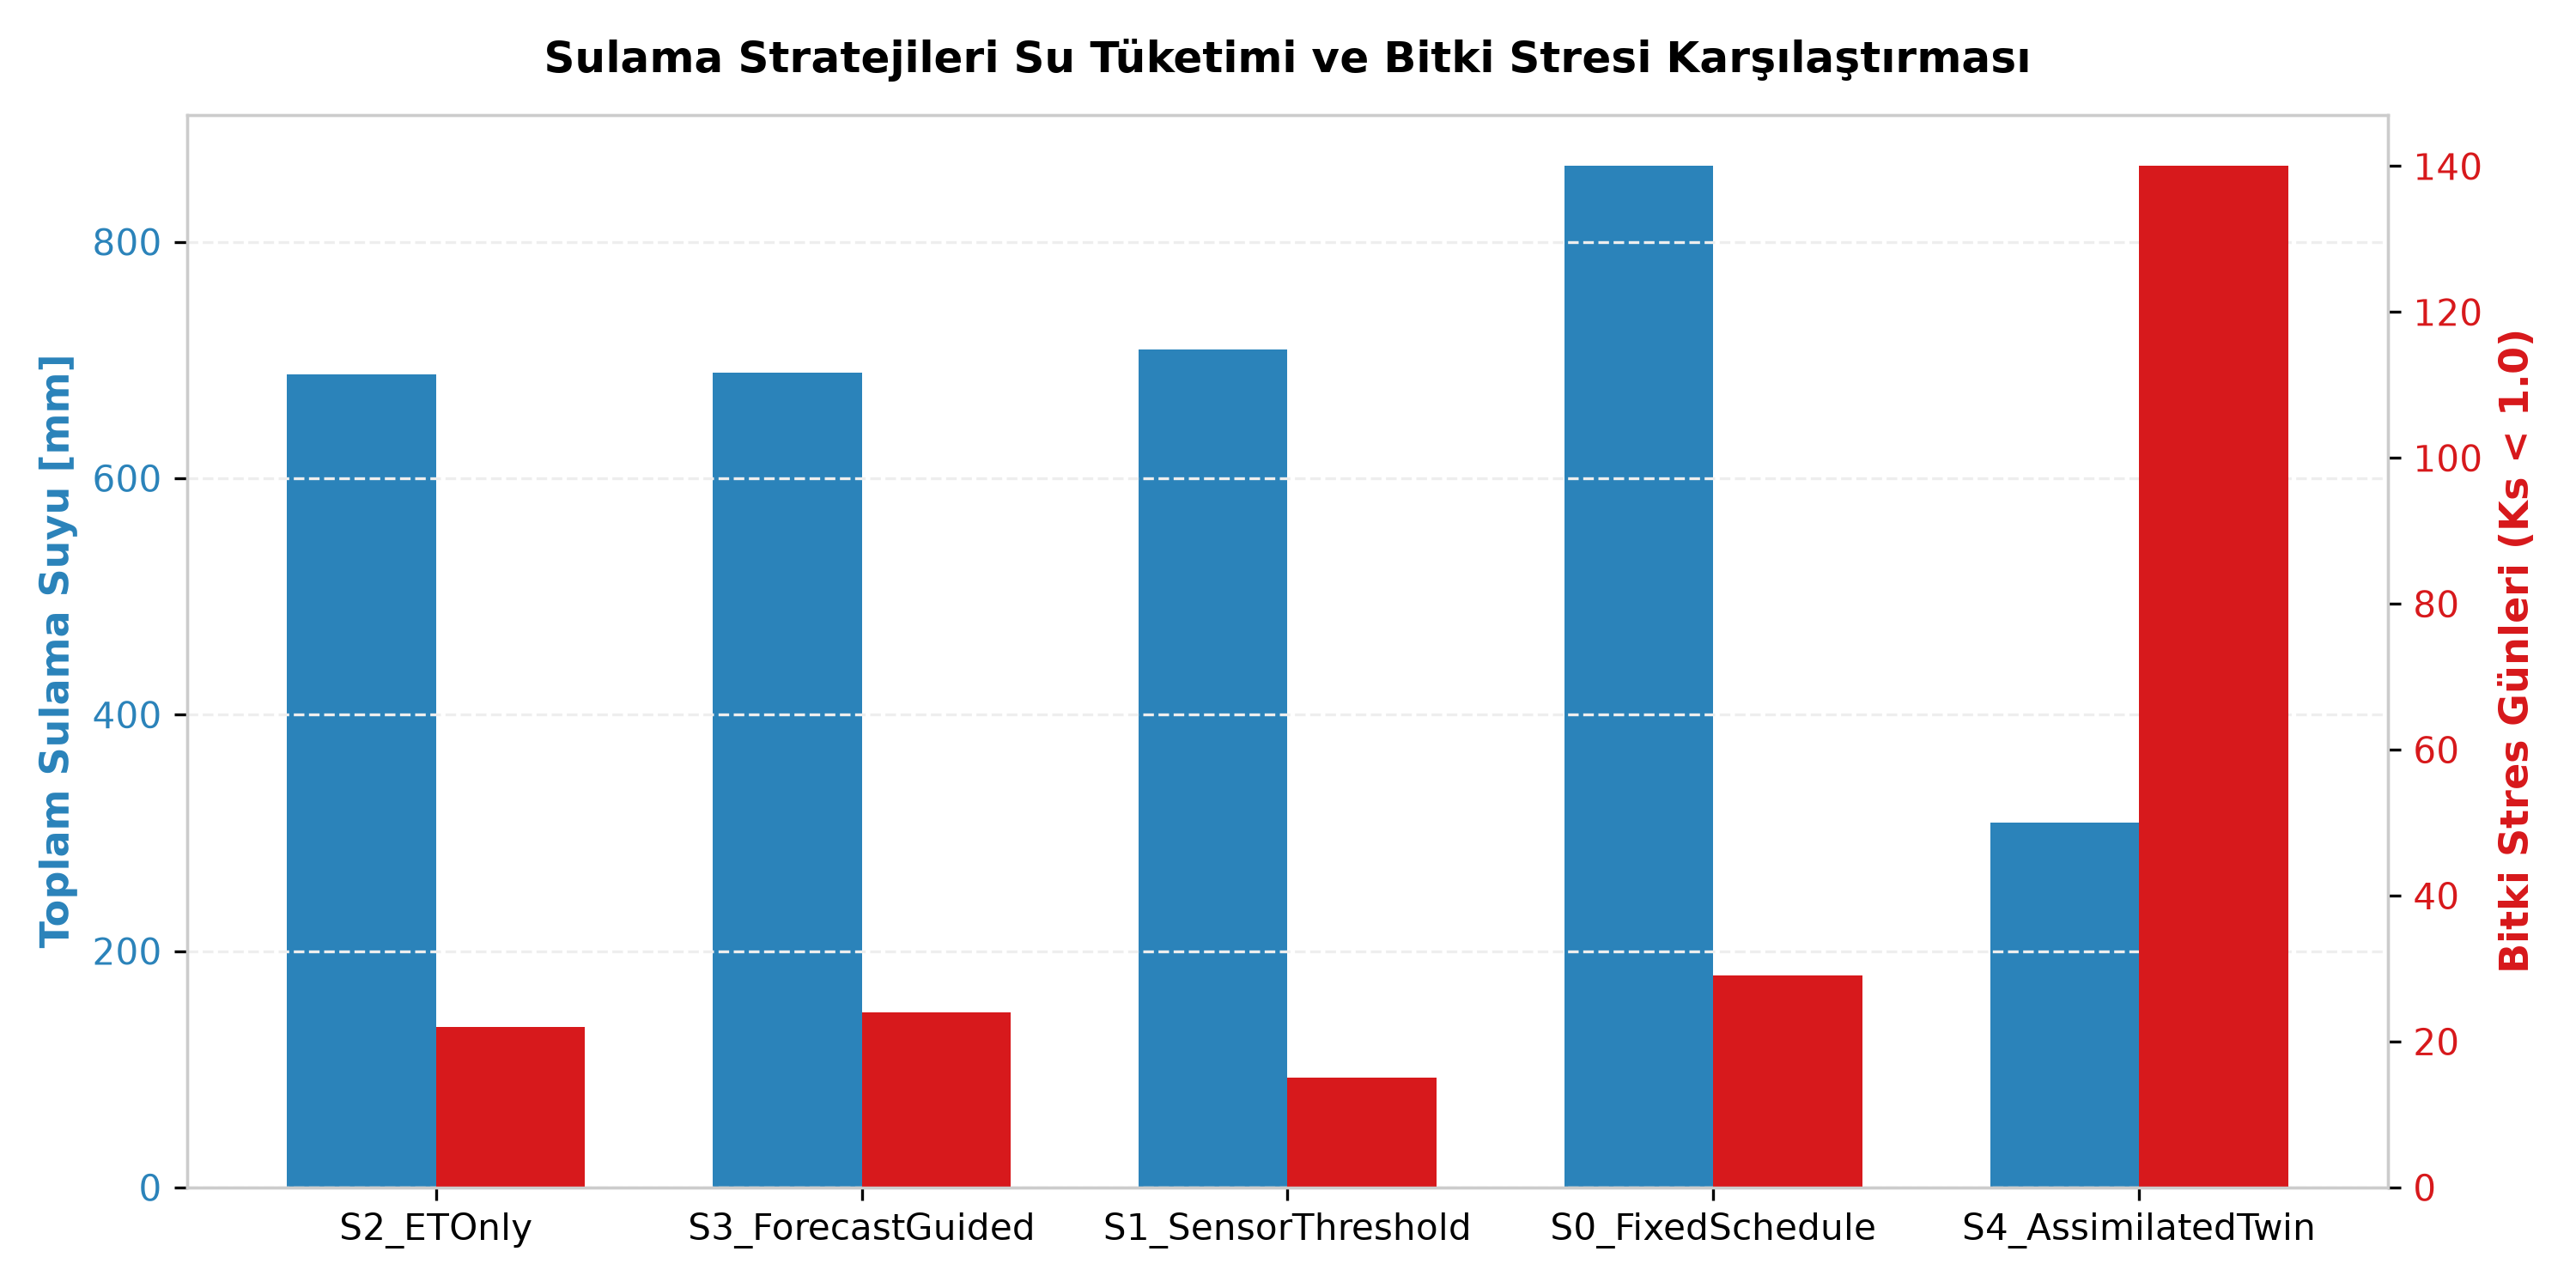 Sulama Stratejileri Su Tüketimi ve Bitki Stresi Karşılaştırması
Toplam Sulama Suyu [mm]
800
600
400
200
0
140
120
100
80
60
40
20
0
Bitki Stres Günleri (Ks < 1.0)
S2_ETOnly
S3_ForecastGuided
S1_SensorThreshold
S0_FixedSchedule
S4_AssimilatedTwin